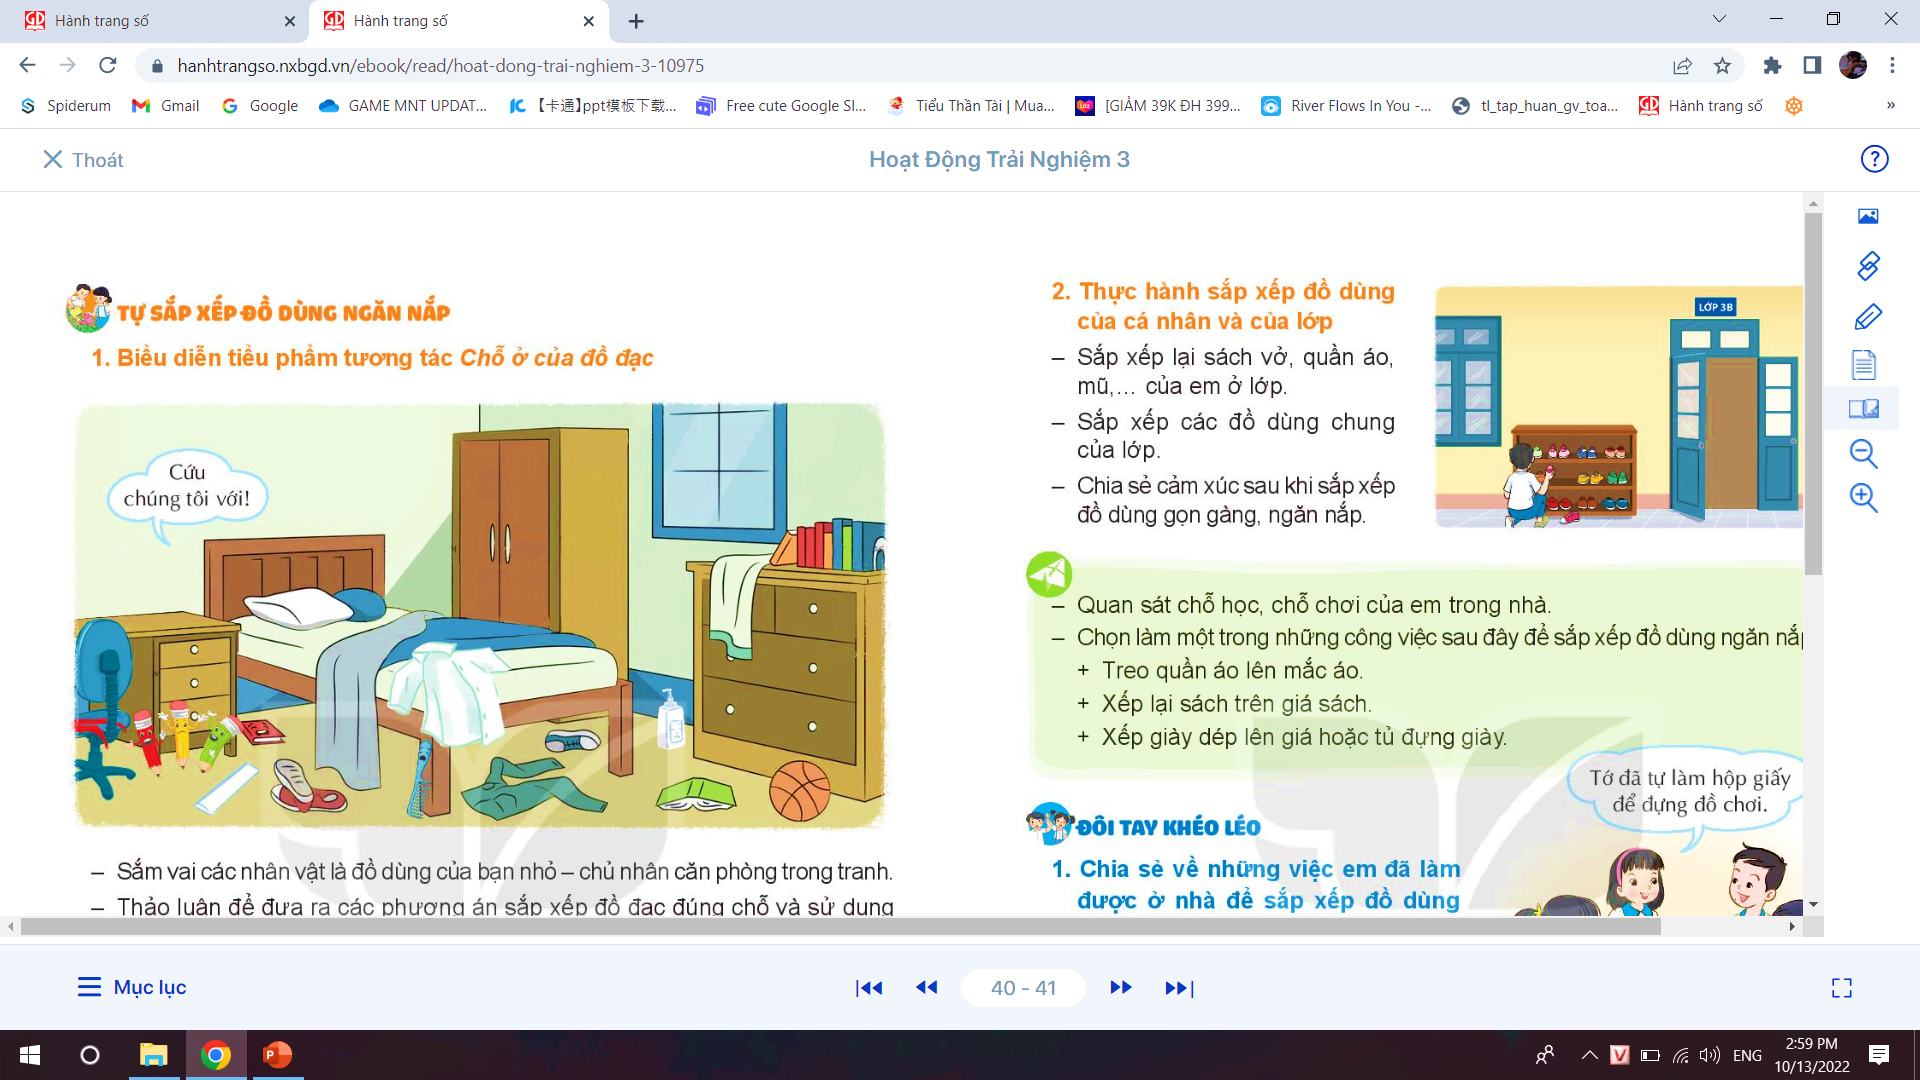 Hành trang số
Hành trang số
hanhtrangso.nxbgd.vn/ebook/read/hoat-dong-trai-nghiem-3-10975
Spiderum
Gmail
Google
GAME MNT UPDAT...
【卡通】ppt模板下载...
Free cute Google Sl...
Tiểu Thần Tài | Mua...
[GIẢM 39K ĐH 399...
River Flows In You -...
tl_tap_huan_gv_toa...
Hành trang số
»
Thoát
Hoạt Động Trải Nghiệm 3
TỰ SẮP XẾP ĐỒ DÙNG NGĂN NẮP
1. Biểu diễn tiểu phẩm tương tác Chỗ ở của đồ đạc
Cứu
chúng tôi với!
– Sắm vai các nhân vật là đồ dùng của bạn nhỏ – chủ nhân căn phòng trong tranh.
– Thảo luận để đưa ra các phương án sắp xếp đồ đạc đúng chỗ và sử dụng
2. Thực hành sắp xếp đồ dùng
của cá nhân và của lớp
– Sắp xếp lại sách vở, quần áo,
mũ,... của em ở lớp.
– Sắp xếp các đồ dùng chung
của lớp.
– Chia sẻ cảm xúc sau khi sắp xếp
đồ dùng gọn gàng, ngăn nắp.
LỚP 3B
– Quan sát chỗ học, chỗ chơi của em trong nhà.
– Chọn làm một trong những công việc sau đây để sắp xếp đồ dùng ngăn nắp
+ Treo quần áo lên mắc áo.
+ Xếp lại sách trên giá sách.
+ Xếp giày dép lên giá hoặc tủ đựng giày.
Tớ đã tự làm hộp giấy
để đựng đồ chơi.
ĐÔI TAY KHÉO LÉO
1. Chia sẻ về những việc em đã làm
được ở nhà để sắp xếp đồ dùng
Mục lục
40 - 41
ENG
2:59 PM
10/13/2022